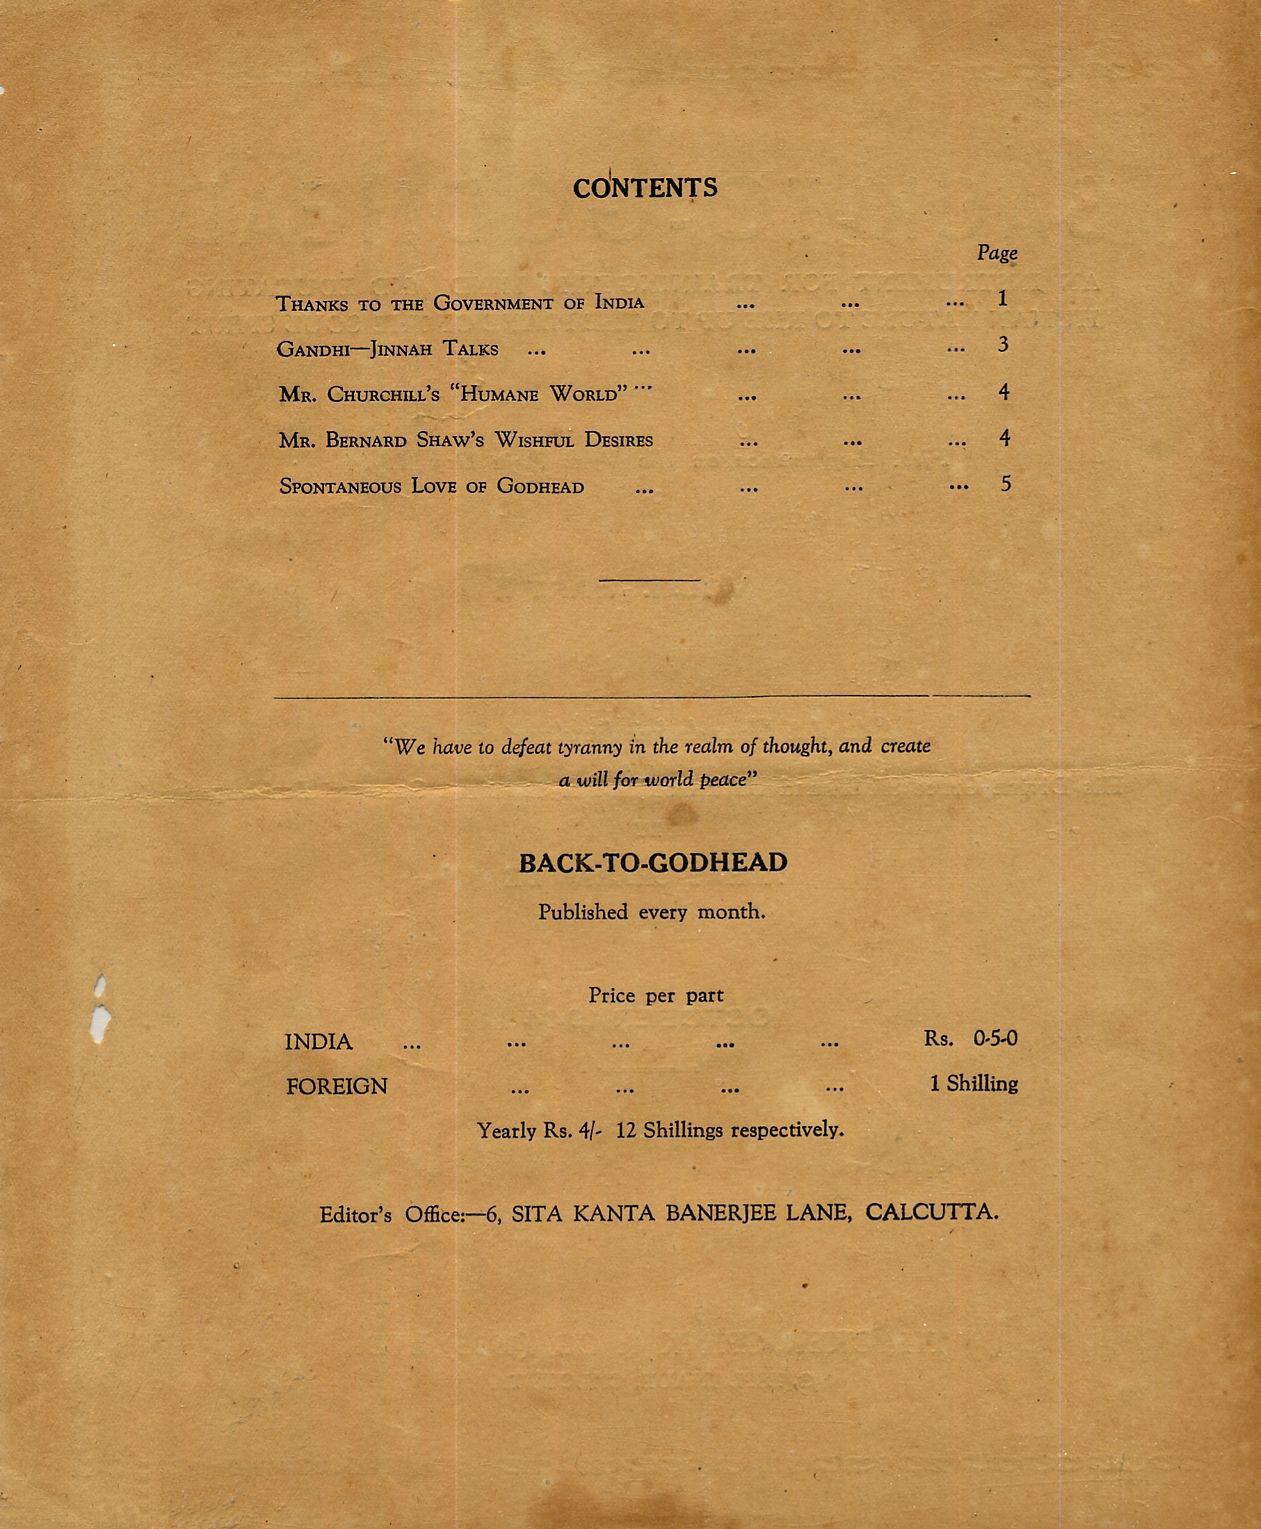 CONTENTS
Page
Thanks to the Government of India ... ... ... 1
Gandhi—Jinnah Talks ... ... ... ... ... 3
Mr. Churchill's "Humane World" ... ... ... ... 4
Mr. Bernard Shaw's Wishful Desires ... ... ... 4
Spontaneous Love of Godhead ... ... ... ... 5
"We have to defeat tyranny in the realm of thought, and create
a will for world peace"
BACK-TO-GODHEAD
Published every month.
Price per part
INDIA ... ... ... ... ... Rs. 0-5-0
FOREIGN ... ... ... ... 1 Shilling
Yearly Rs. 4/- 12 Shillings respectively.
Editor's Office:—6, SITA KANTA BANERJEE LANE, CALCUTTA.